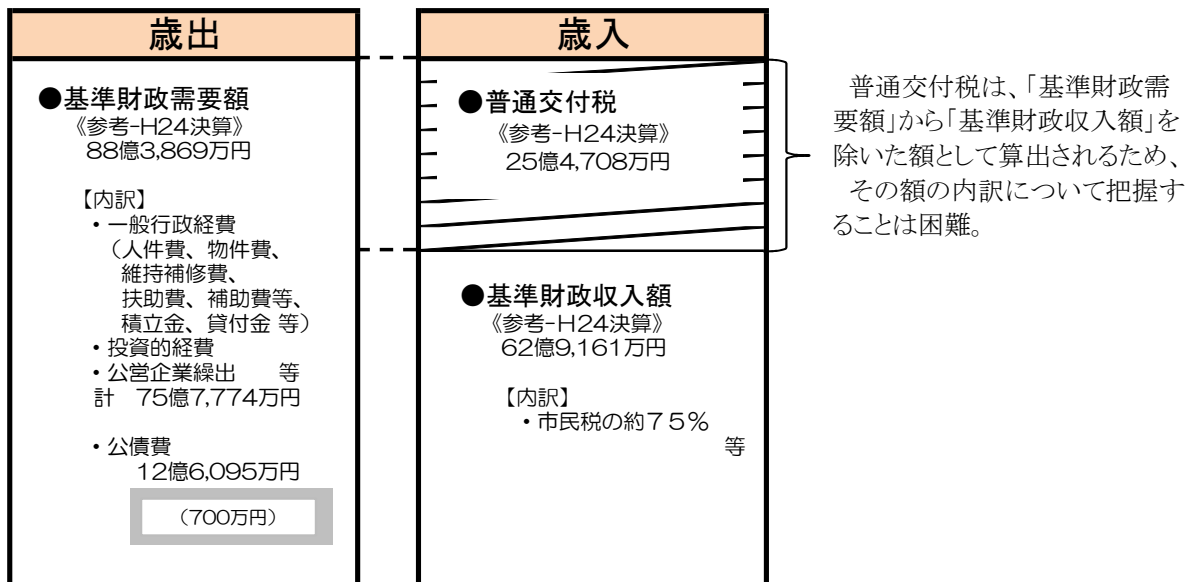 歳出
●基準財政需要額
《参考-H24決算》
88億3,869万円
【内訳】
・一般行政経費
（人件費、物件費、
維持補修費、
扶助費、補助費等、
積立金、貸付金 等）
・投資的経費
・公営企業繰出　　等
計　75億7,774万円
・公債費
12億6,095万円
（700万円）
歳入
●普通交付税
《参考-H24決算》
25億4,708万円
●基準財政収入額
《参考-H24決算》
62億9,161万円
【内訳】
・市民税の約７５％
等
普通交付税は、「基準財政需
要額」から「基準財政収入額」を
除いた額として算出されるため、
その額の内訳について把握す
ることは困難。